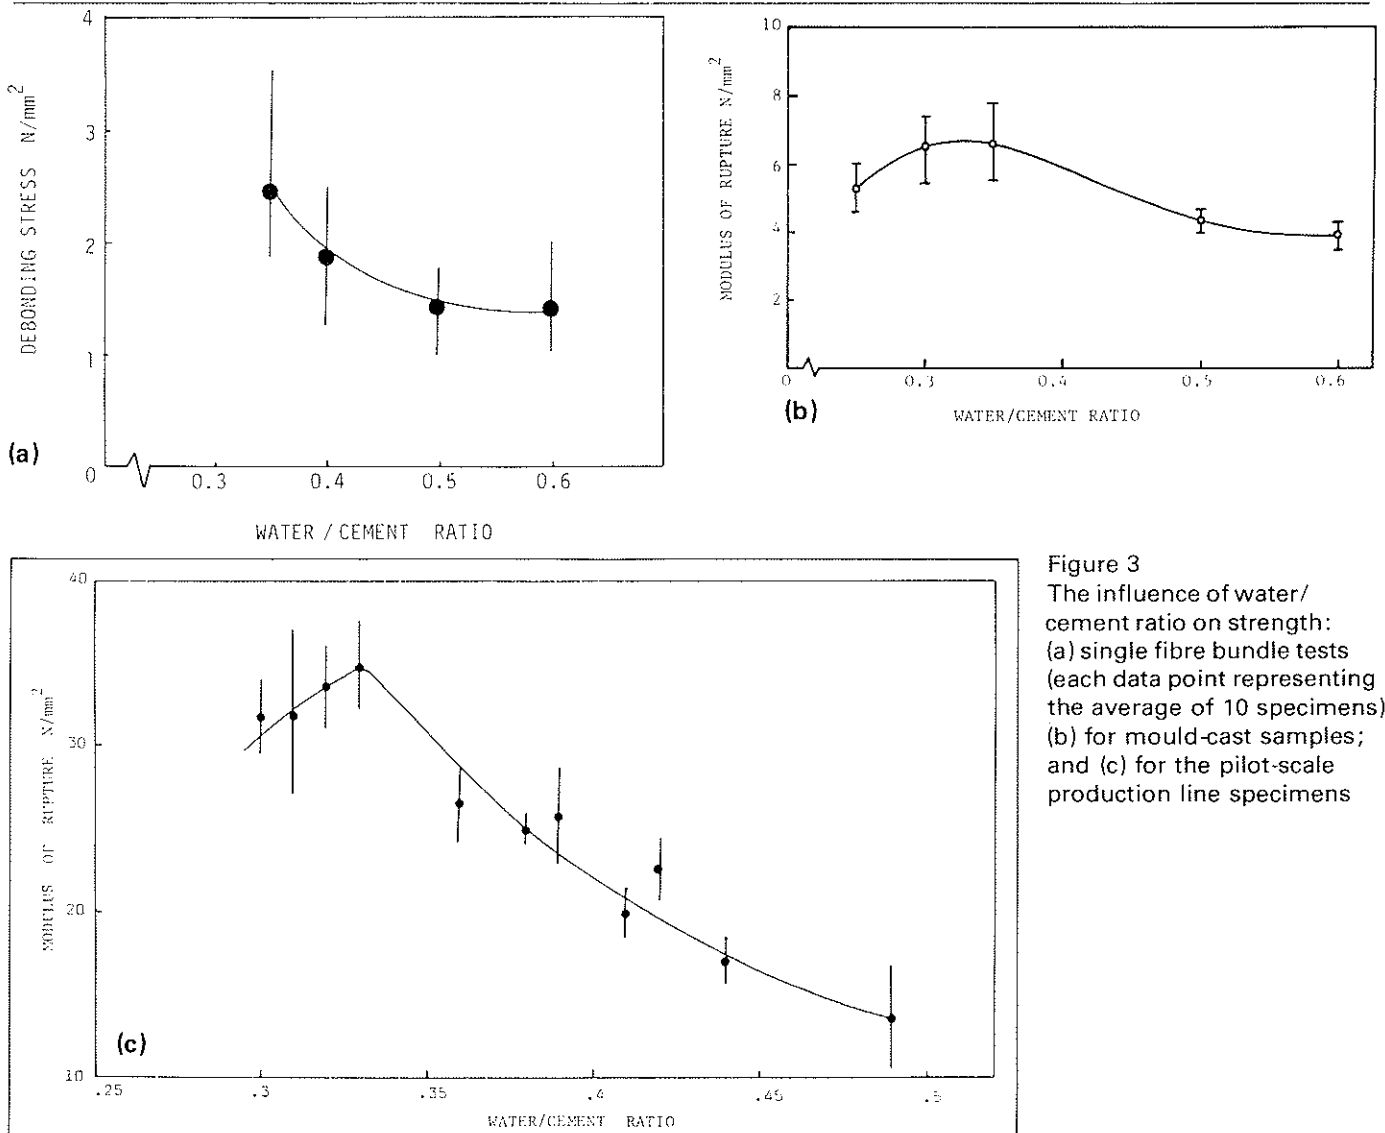 4
3
2
1
0
DEBONDING STRESS N/mm²
0.3 0.4 0.5 0.6
WATER / CEMENT RATIO
(a)
10
8
6
4
2
MODULUS OF RUPTURE N/mm²
0 0.3 0.4 0.5 0.6
(b)
WATER/CEMENT RATIO
40
30
20
10
MODULUS OF RUPTURE N/mm²
(c)
.25 .3 .35 .4 .45 .5
WATER/CEMENT RATIO
Figure 3
The influence of water/
cement ratio on strength:
(a) single fibre bundle tests
(each data point representing
the average of 10 specimens)
(b) for mould-cast samples;
and (c) for the pilot-scale
production line specimens